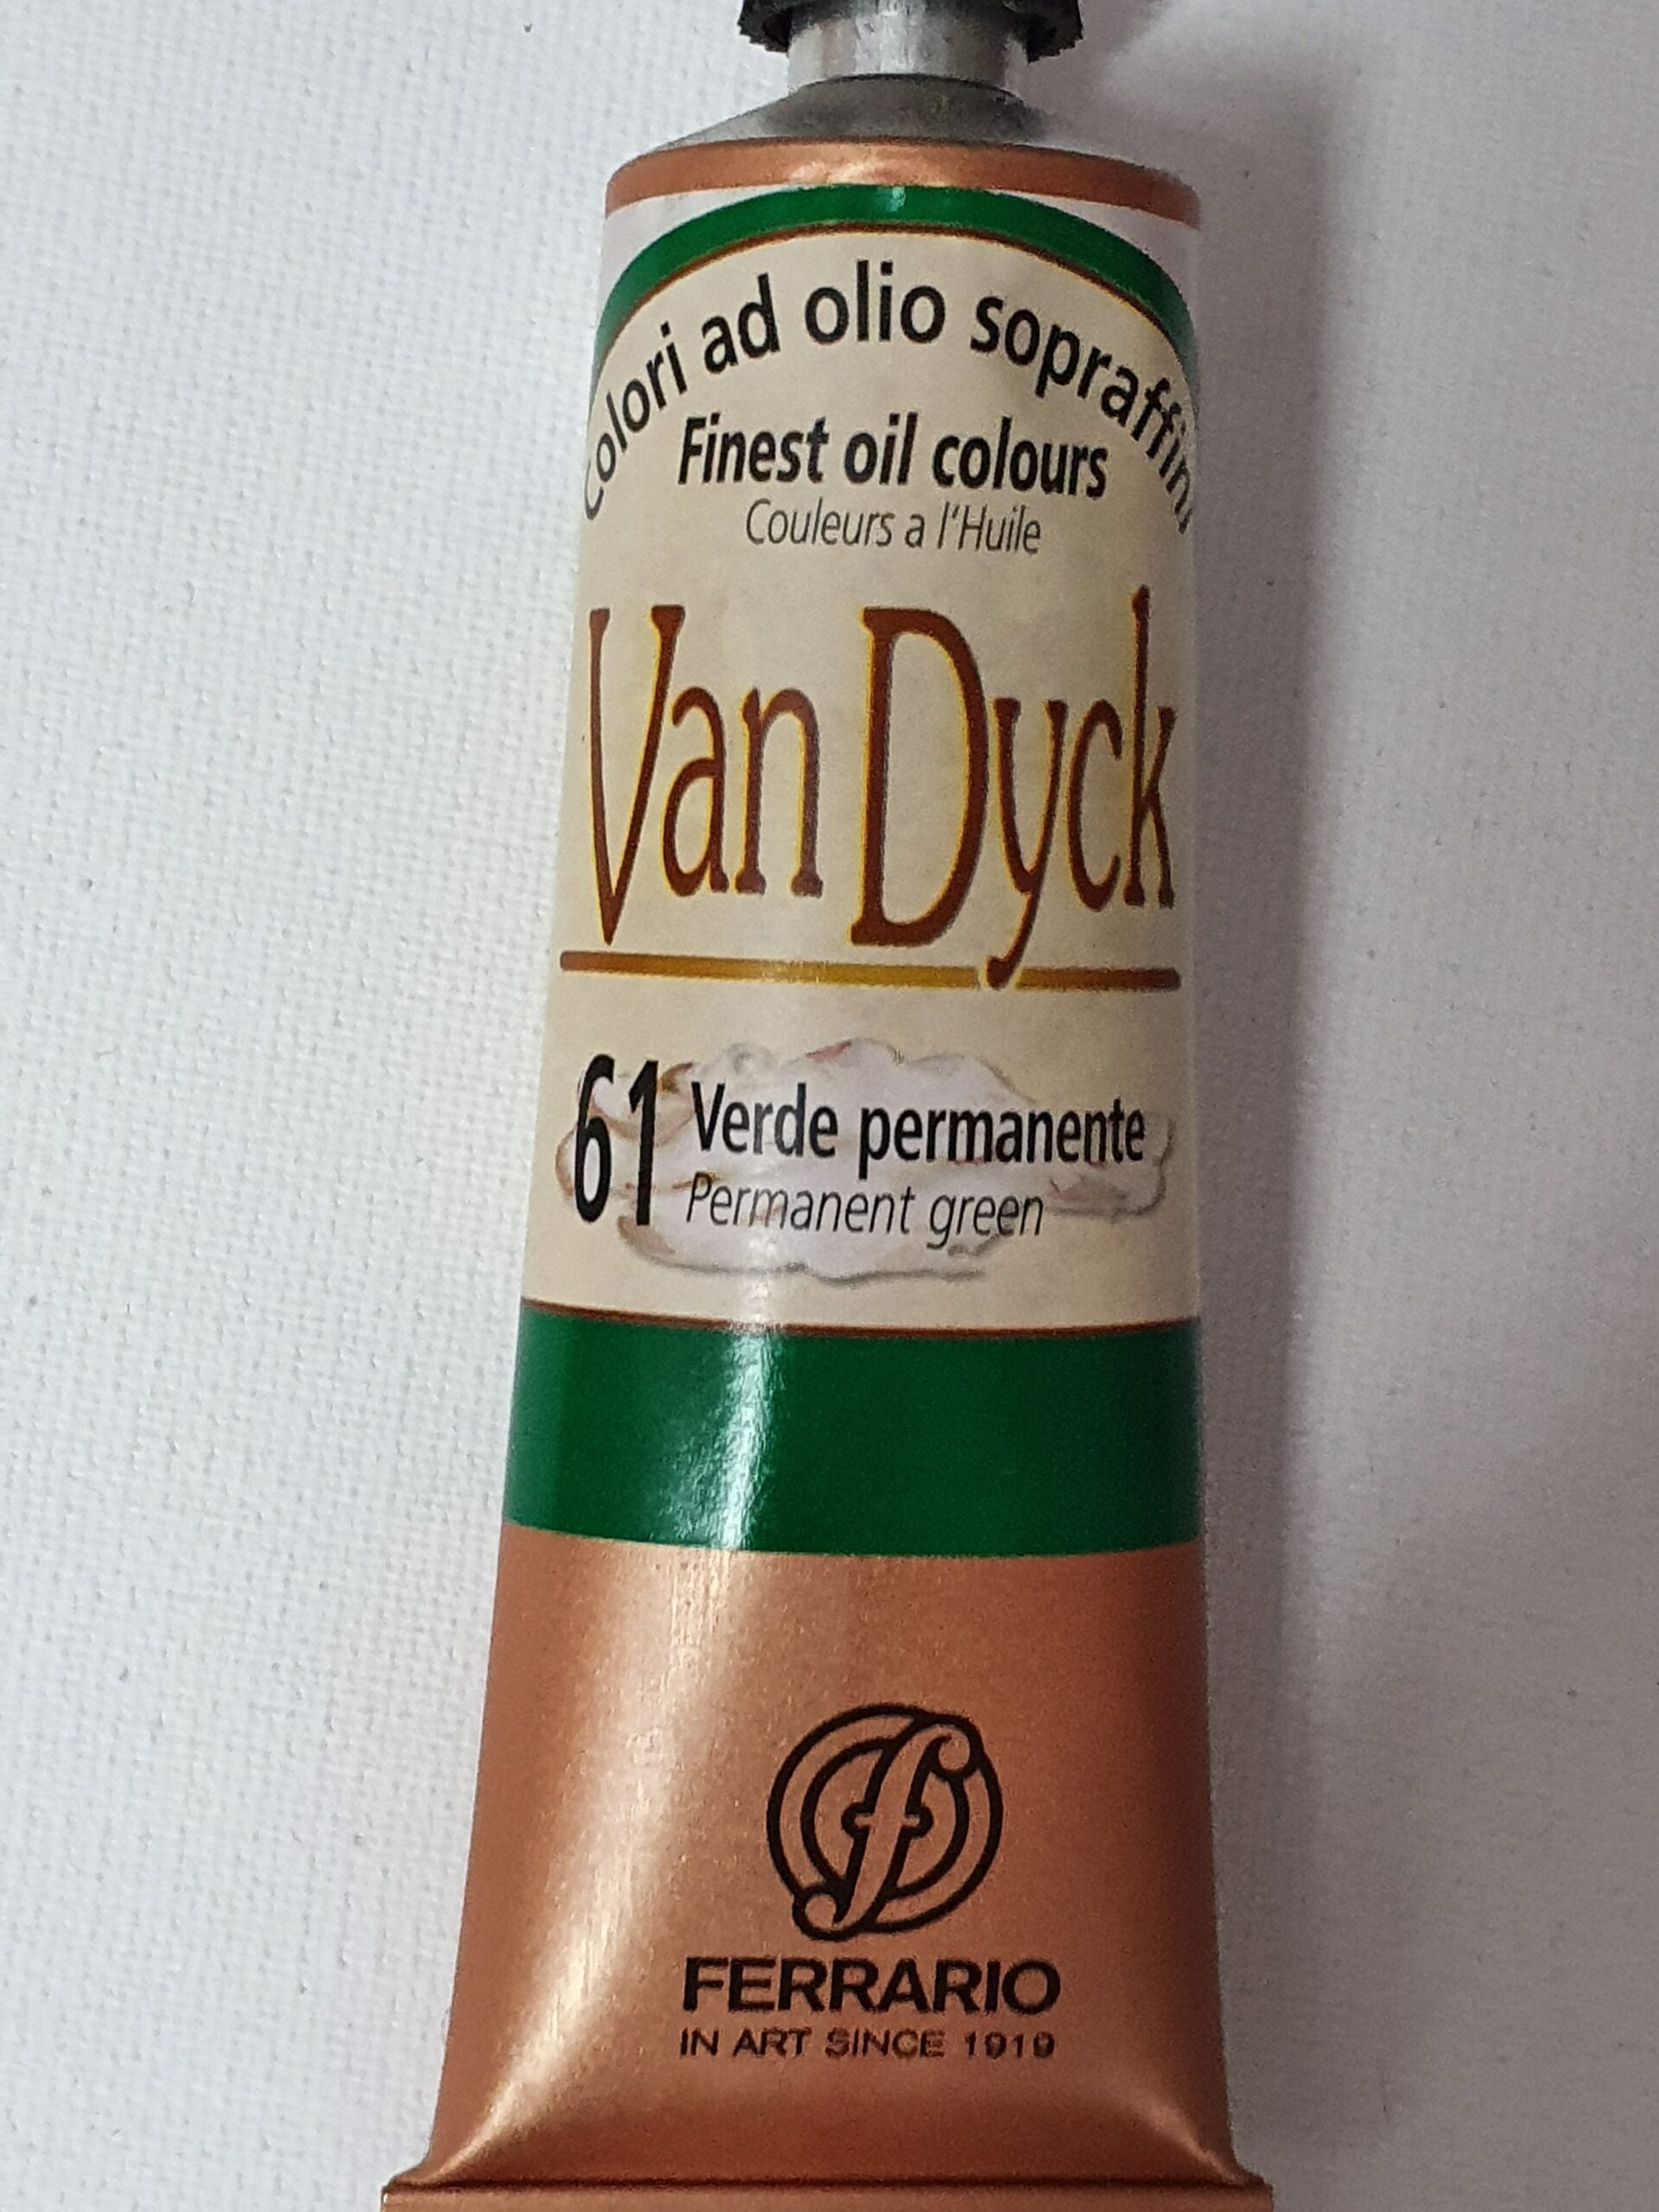 Colori ad olio sopraffini
Finest oil colours
Couleurs a l'Huile
Van Dyck
61 Verde permanente
Permanent green
FERRARIO
IN ART SINCE 1919